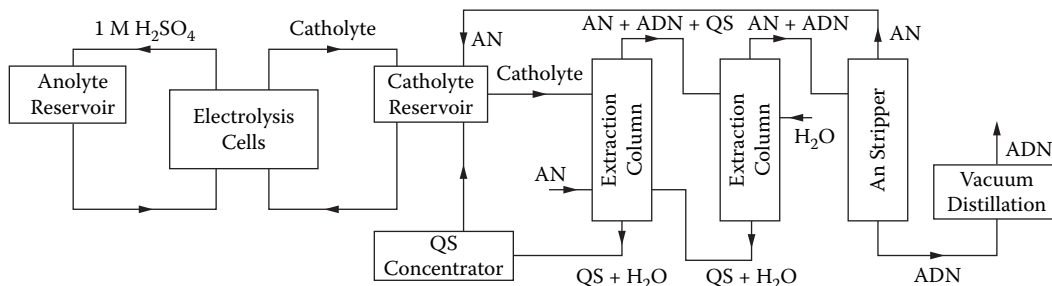 1 M H₂SO₄
Catholyte
AN
AN + ADN + QS
AN + ADN
AN
Anolyte
Reservoir
Electrolysis
Cells
Catholyte
Reservoir
Catholyte
Extraction
Column
Extraction
Column
H₂O
An Stripper
ADN
Vacuum
Distillation
AN
QS
Concentrator
QS + H₂O
QS + H₂O
ADN